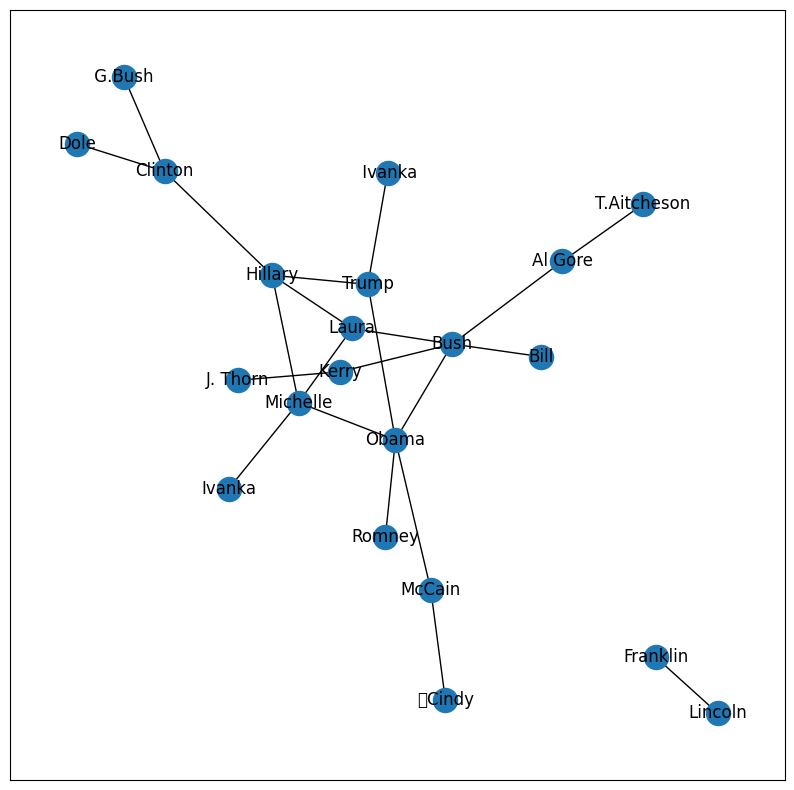 G.Bush
Dole
Clinton
Ivanka
T.Aitcheson
Al Gore
Hillary
Trump
Laura
Bush
Bill
Kerry
J. Thorn
Michelle
Obama
Ivanka
Romney
McCain
Franklin
▯Cindy
Lincoln